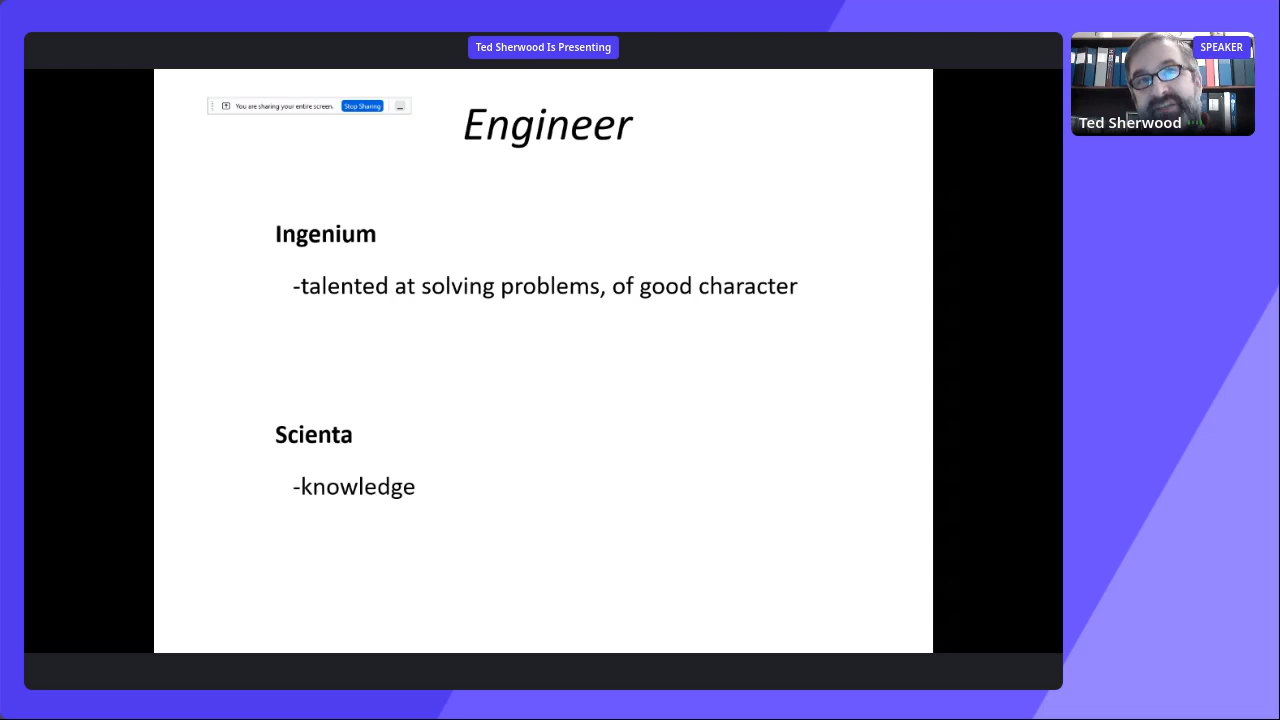 Ted Sherwood Is Presenting
SPEAKER
You are sharing your entire screen.
Stop Sharing
Engineer
Ted Sherwood
Ingenium
-talented at solving problems, of good character
Scienta
-knowledge